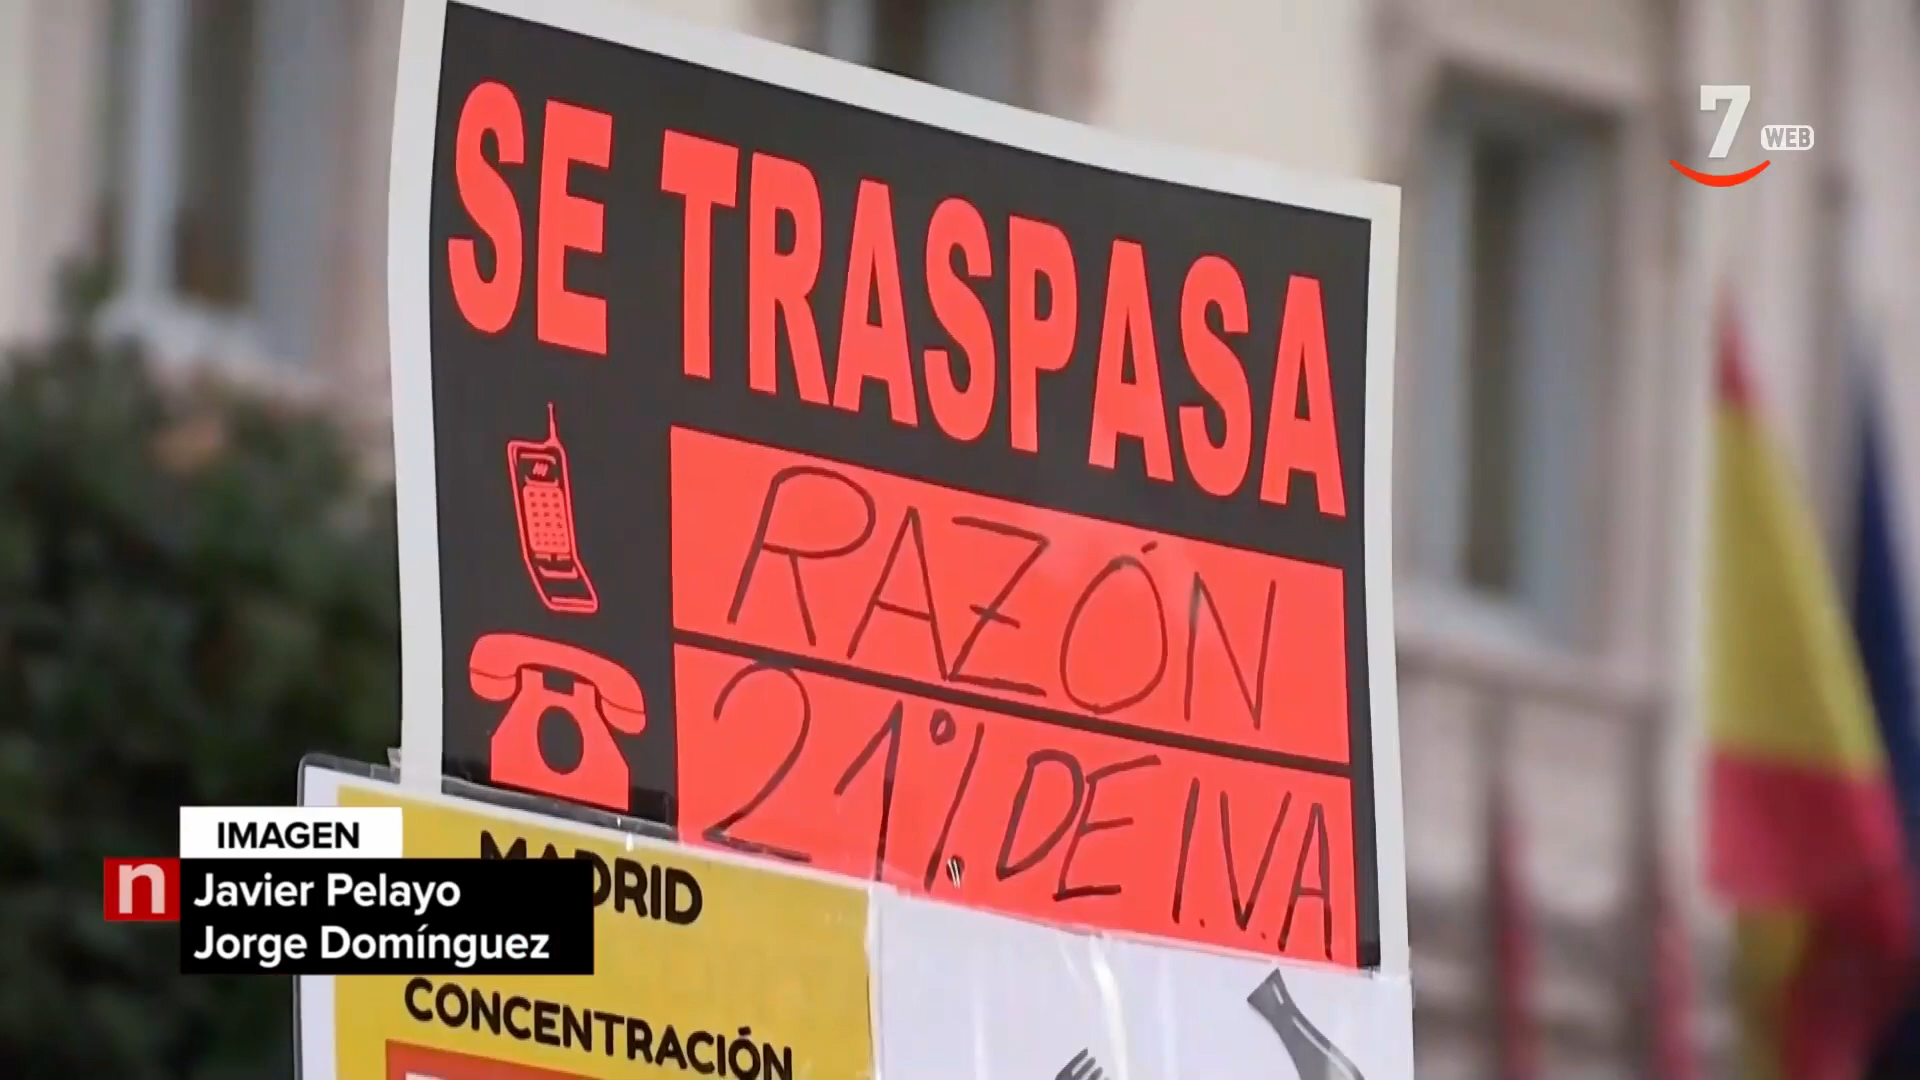 7 WEB
SE TRASPASA
RAZÓN
21% DE I.V.A
IMAGEN
n Javier Pelayo
Jorge Domínguez
MADRID
CONCENTRACIÓN